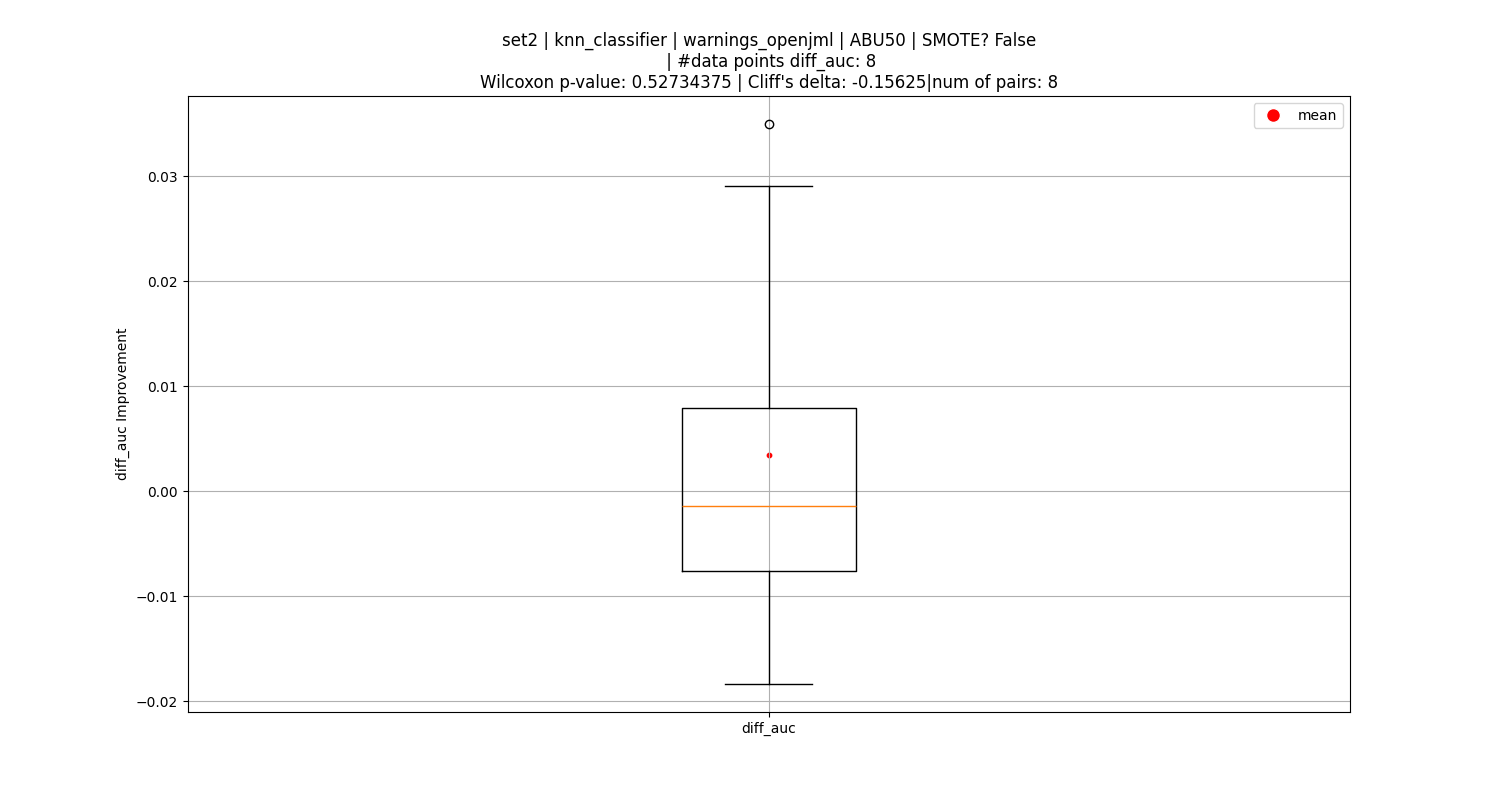 set2 | knn_classifier | warnings_openjml | ABU50 | SMOTE? False
| #data points diff_auc: 8
Wilcoxon p-value: 0.52734375 | Cliff's delta: -0.15625|num of pairs: 8
mean
0.03
0.02
0.01
0.00
−0.01
−0.02
diff_auc Improvement
diff_auc